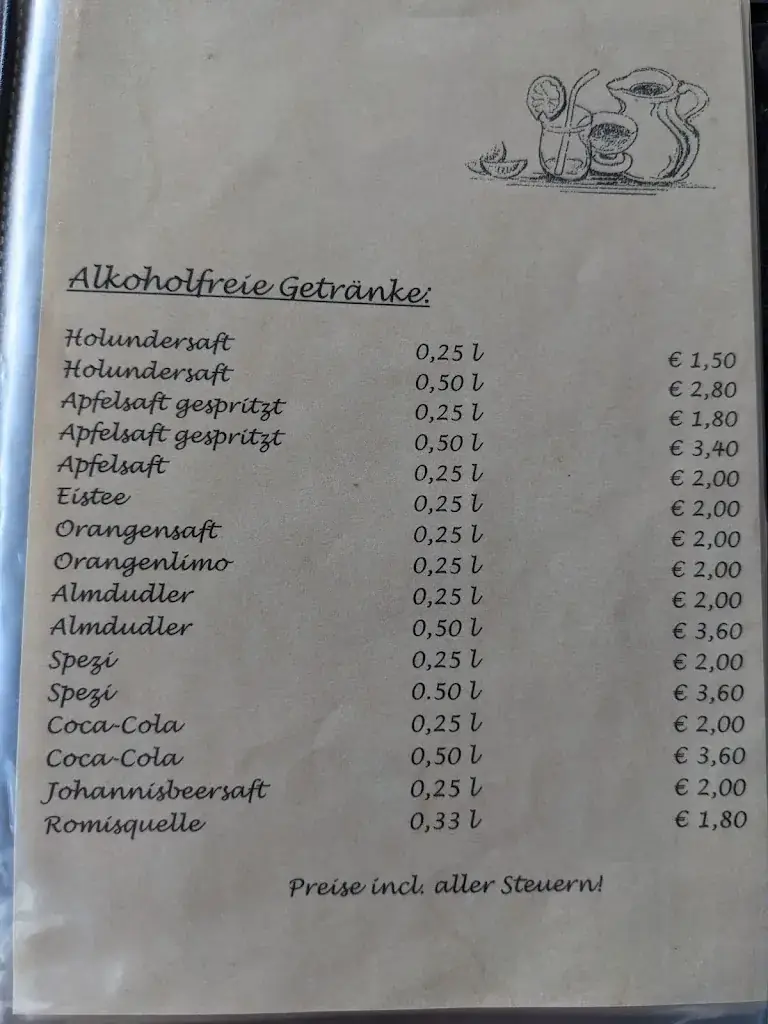 Alkoholfreie Getränke:
Holundersaft 0,25 l € 1,50
Holundersaft 0,50 l € 2,80
Apfelsaft gespritzt 0,25 l € 1,80
Apfelsaft gespritzt 0,50 l € 3,40
Apfelsaft 0,25 l € 2,00
Eistee 0,25 l € 2,00
Orangensaft 0,25 l € 2,00
Orangenlimo 0,25 l € 2,00
Almdudler 0,25 l € 2,00
Almdudler 0,50 l € 3,60
Spezi 0,25 l € 2,00
Spezi 0.50 l € 3,60
Coca-Cola 0,25 l € 2,00
Coca-Cola 0,50 l € 3,60
Johannisbeersaft 0,25 l € 2,00
Romisquelle 0,33 l € 1,80
Preise incl. aller Steuern!